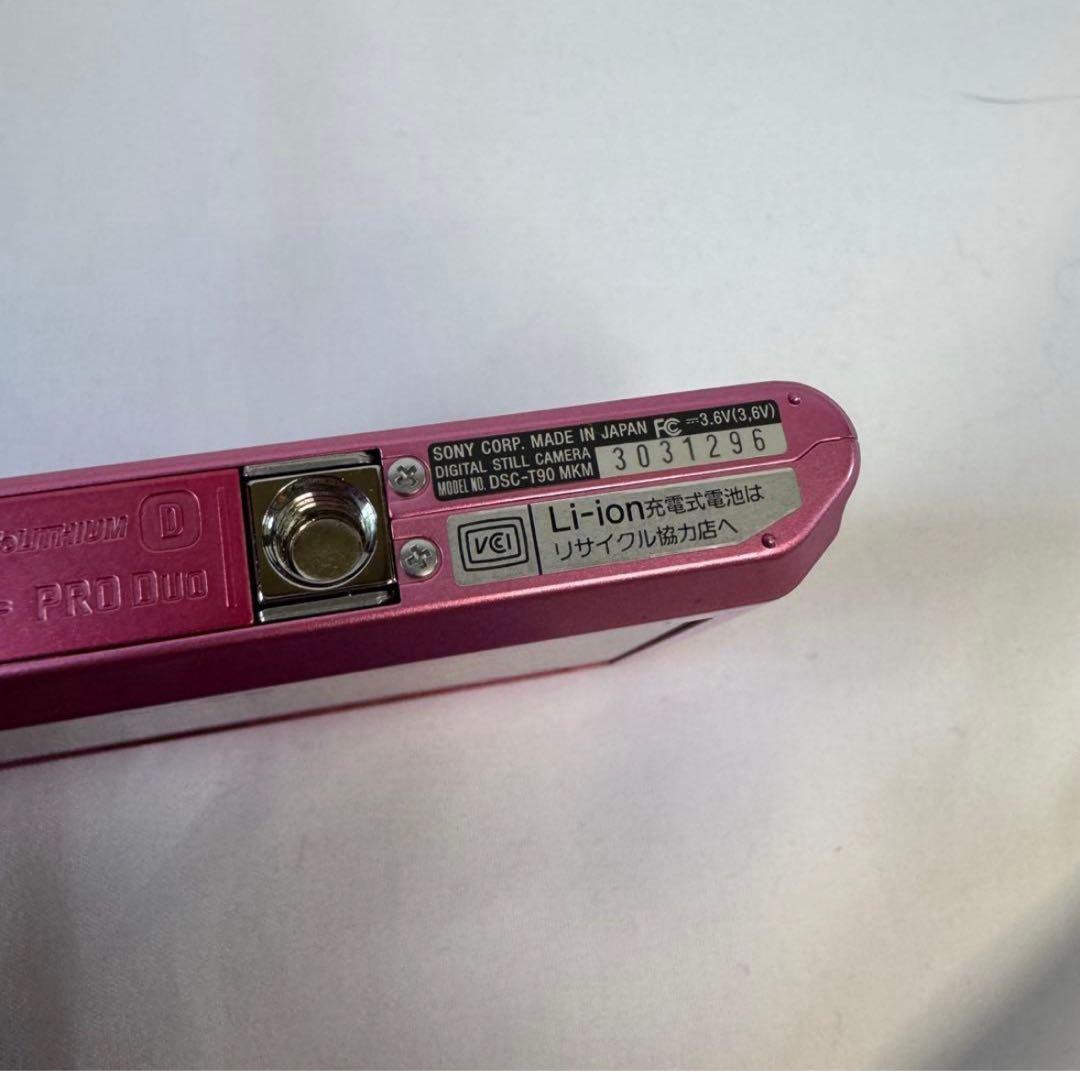 LITHIUM D
PRO DUO
SONY CORP. MADE IN JAPAN FC ⎓3.6V(3,6V)
DIGITAL STILL CAMERA 3031296
MODEL NO. DSC-T90 MKM
VCI
Li-ion充電式電池は
リサイクル協力店へ